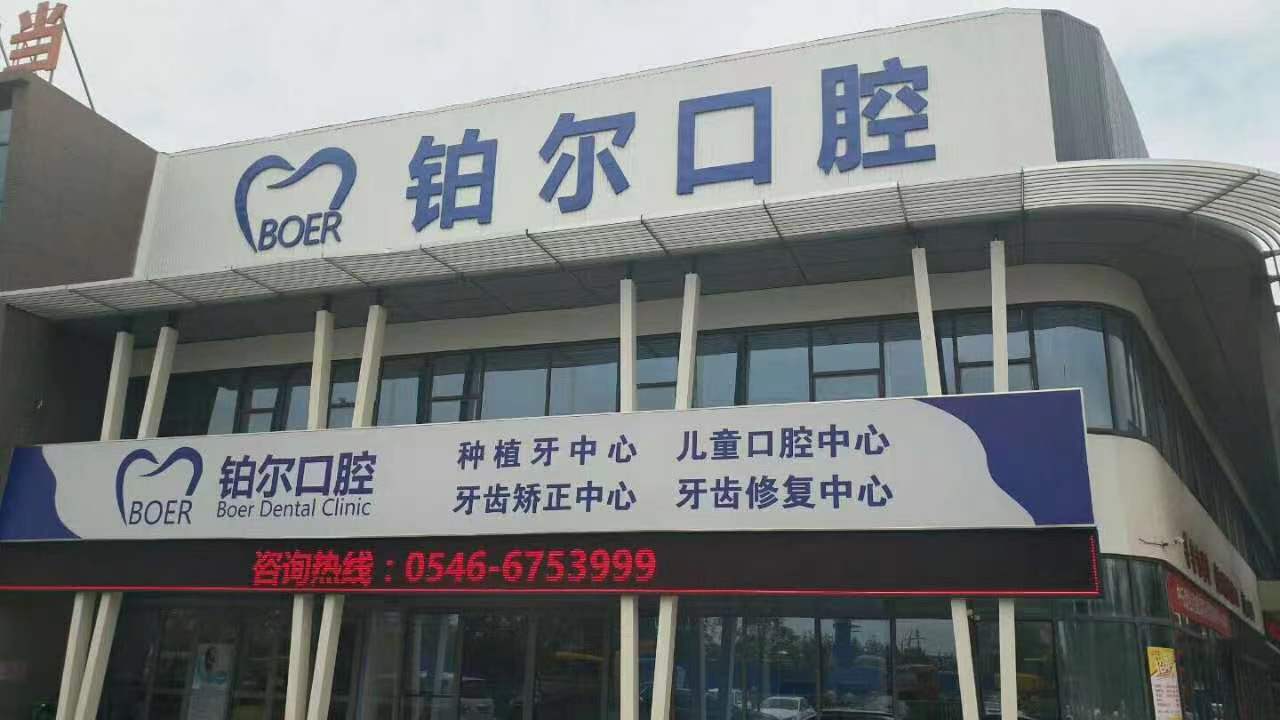 当
BOER
铂尔口腔
BOER
铂尔口腔
Boer Dental Clinic
种植牙中心 儿童口腔中心
牙齿矫正中心 牙齿修复中心
咨询热线：0546-6753999